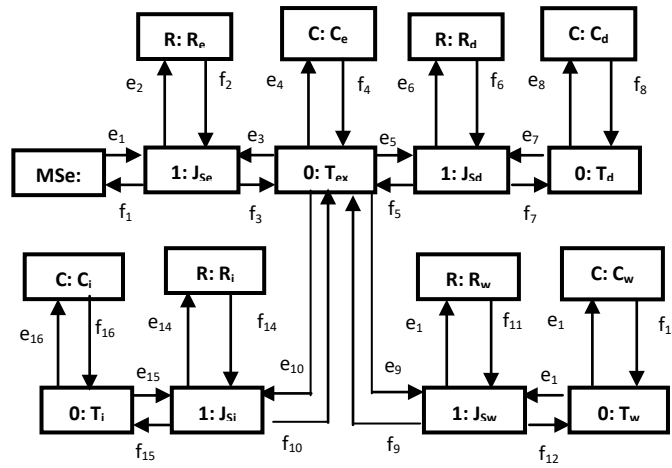 R: Re
C: Ce
R: Rd
C: Cd
e2
f2
e4
f4
e6
f6
e8
f8
e1
e3
e5
e7
MSe:
1: JSe
0: Tex
1: JSd
0: Td
f1
f3
f5
f7
C: Ci
R: Ri
R: Rw
C: Cw
e16
f16
e14
f14
e1
f11
e1
f1
e15
e10
e9
e1
0: Ti
1: JSi
1: JSw
0: Tw
f15
f10
f9
f12